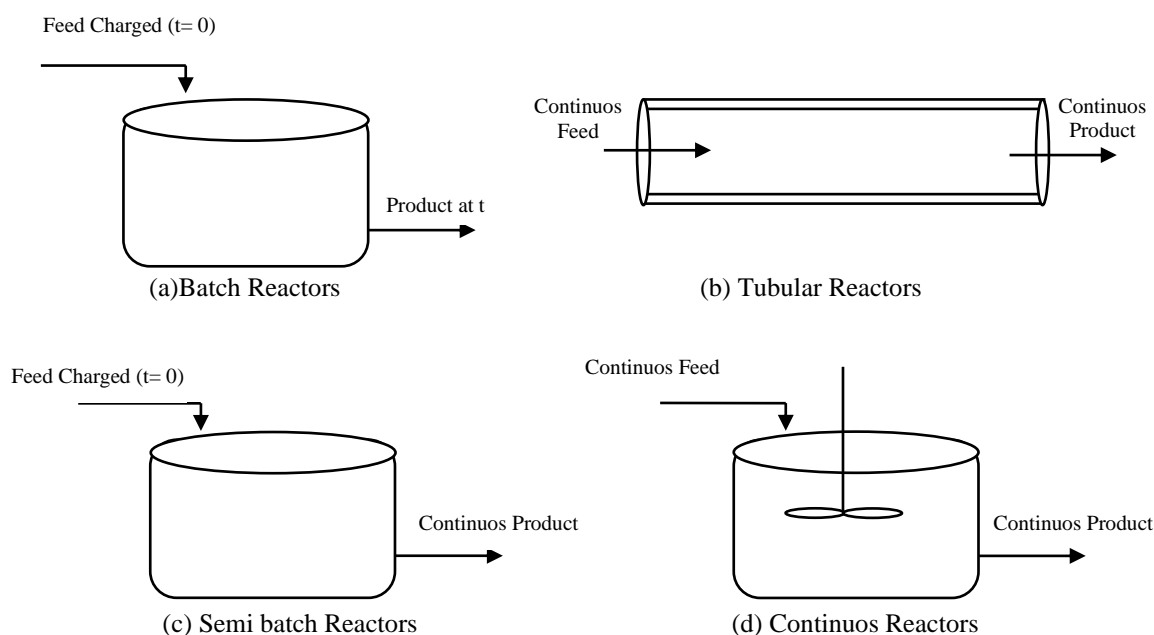 Feed Charged (t= 0)
Product at t
(a)Batch Reactors
Continuos
Feed
Continuos
Product
(b) Tubular Reactors
Feed Charged (t= 0)
Continuos Product
(c) Semi batch Reactors
Continuos Feed
Continuos Product
(d) Continuos Reactors